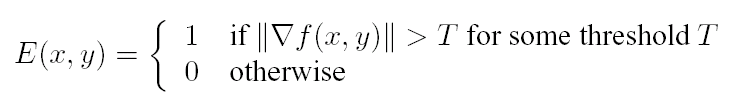 E(x, y) = { 1 if ‖∇f(x, y)‖ > T for some threshold T
0 otherwise